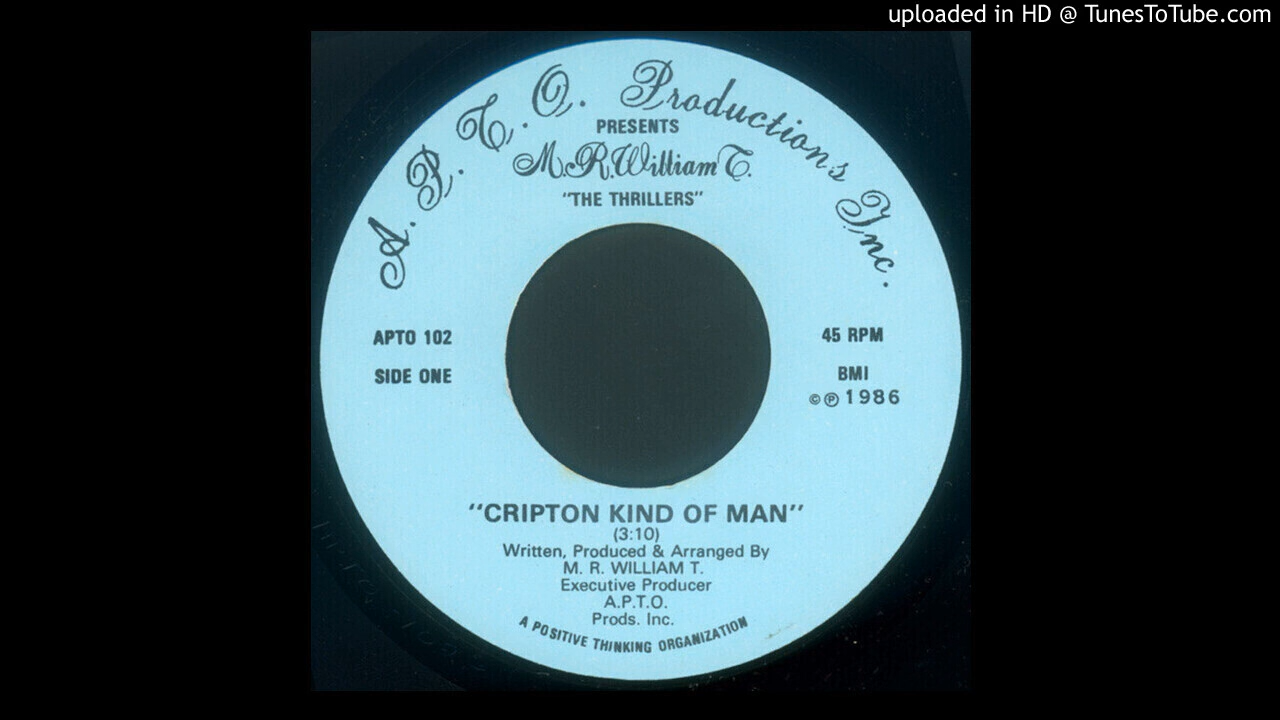 uploaded in HD @ TunesToTube.com
A. P. T. O. Productions Inc.
PRESENTS
M.R. William T.
"THE THRILLERS"
APTO 102
45 RPM
SIDE ONE
BMI
©℗ 1986
"CRIPTON KIND OF MAN"
(3:10)
Written, Produced & Arranged By
M. R. WILLIAM T.
Executive Producer
A.P.T.O.
Prods. Inc.
A POSITIVE THINKING ORGANIZATION